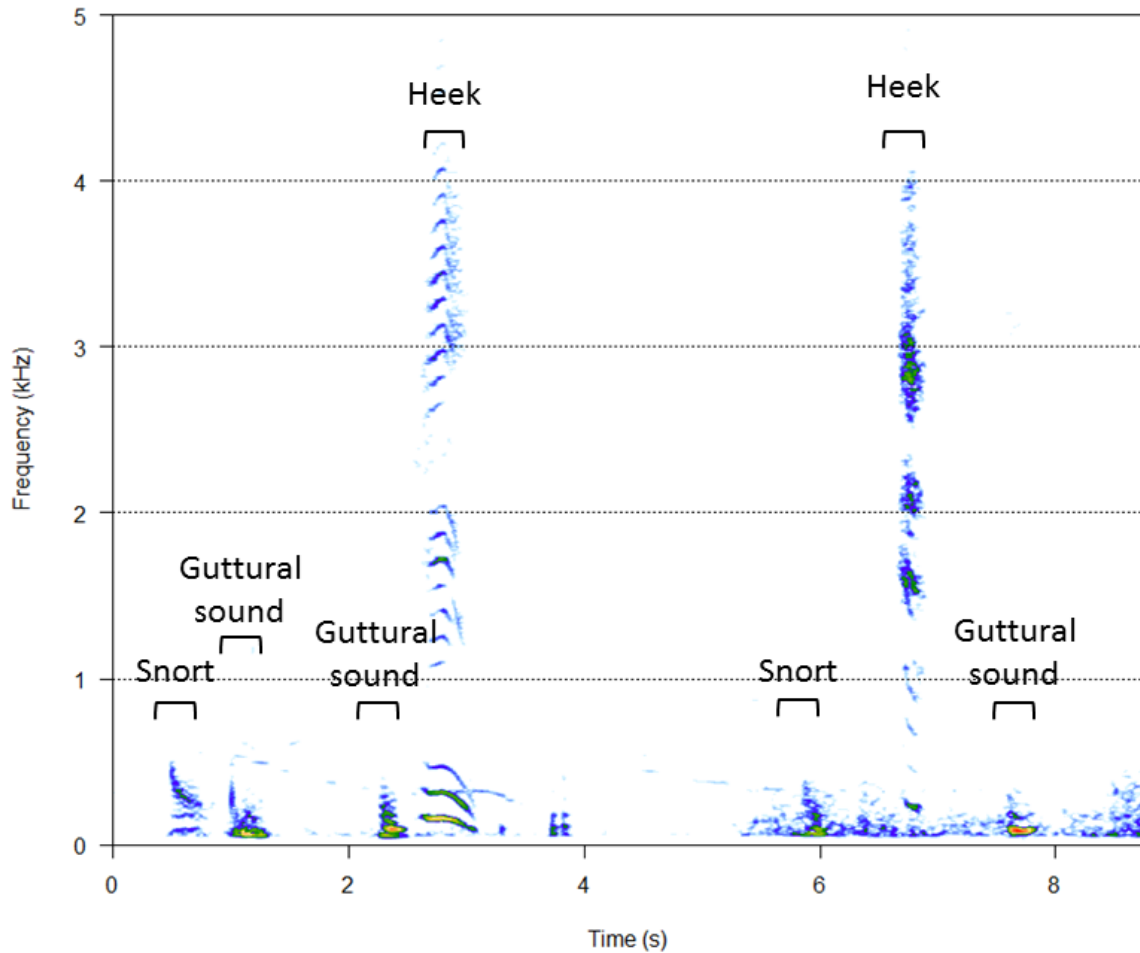 5
Heek
Heek
4
3
Frequency (kHz)
2
Guttural
sound
Guttural
sound
Guttural
sound
Snort
Snort
1
0
0
2
4
6
8
Time (s)